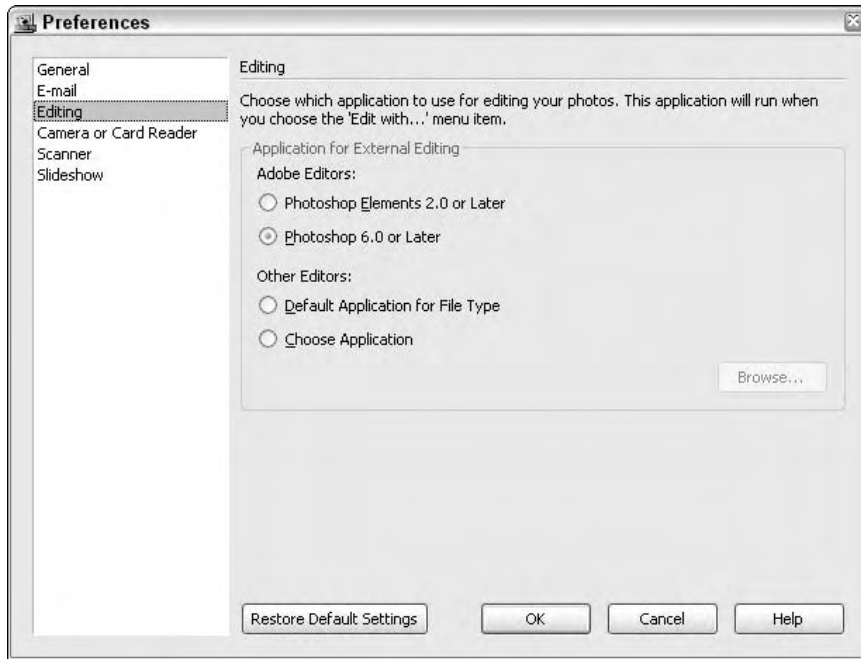 Preferences
General
E-mail
Editing
Camera or Card Reader
Scanner
Slideshow
Editing
Choose which application to use for editing your photos. This application will run when
you choose the 'Edit with...' menu item.
Application for External Editing
Adobe Editors:
Photoshop Elements 2.0 or Later
Photoshop 6.0 or Later
Other Editors:
Default Application for File Type
Choose Application
Browse...
Restore Default Settings
OK
Cancel
Help